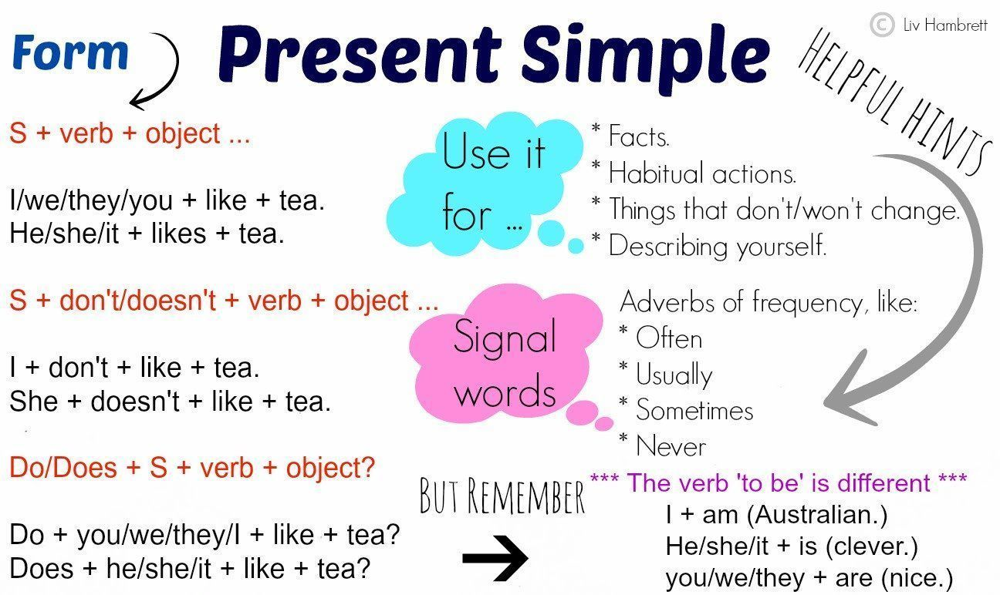 © Liv Hambrett
Form
Present Simple
HELPFUL HINTS
S + verb + object ...
I/we/they/you + like + tea.
He/she/it + likes + tea.
S + don't/doesn't + verb + object ...
I + don't + like + tea.
She + doesn't + like + tea.
Do/Does + S + verb + object?
Do + you/we/they/I + like + tea?
Does + he/she/it + like + tea?
Use it
for ...
* Facts.
* Habitual actions.
* Things that don't/won't change.
* Describing yourself.
Signal
words
Adverbs of frequency, like:
* Often
* Usually
* Sometimes
* Never
BUT REMEMBER
*** The verb 'to be' is different ***
I + am (Australian.)
He/she/it + is (clever.)
you/we/they + are (nice.)